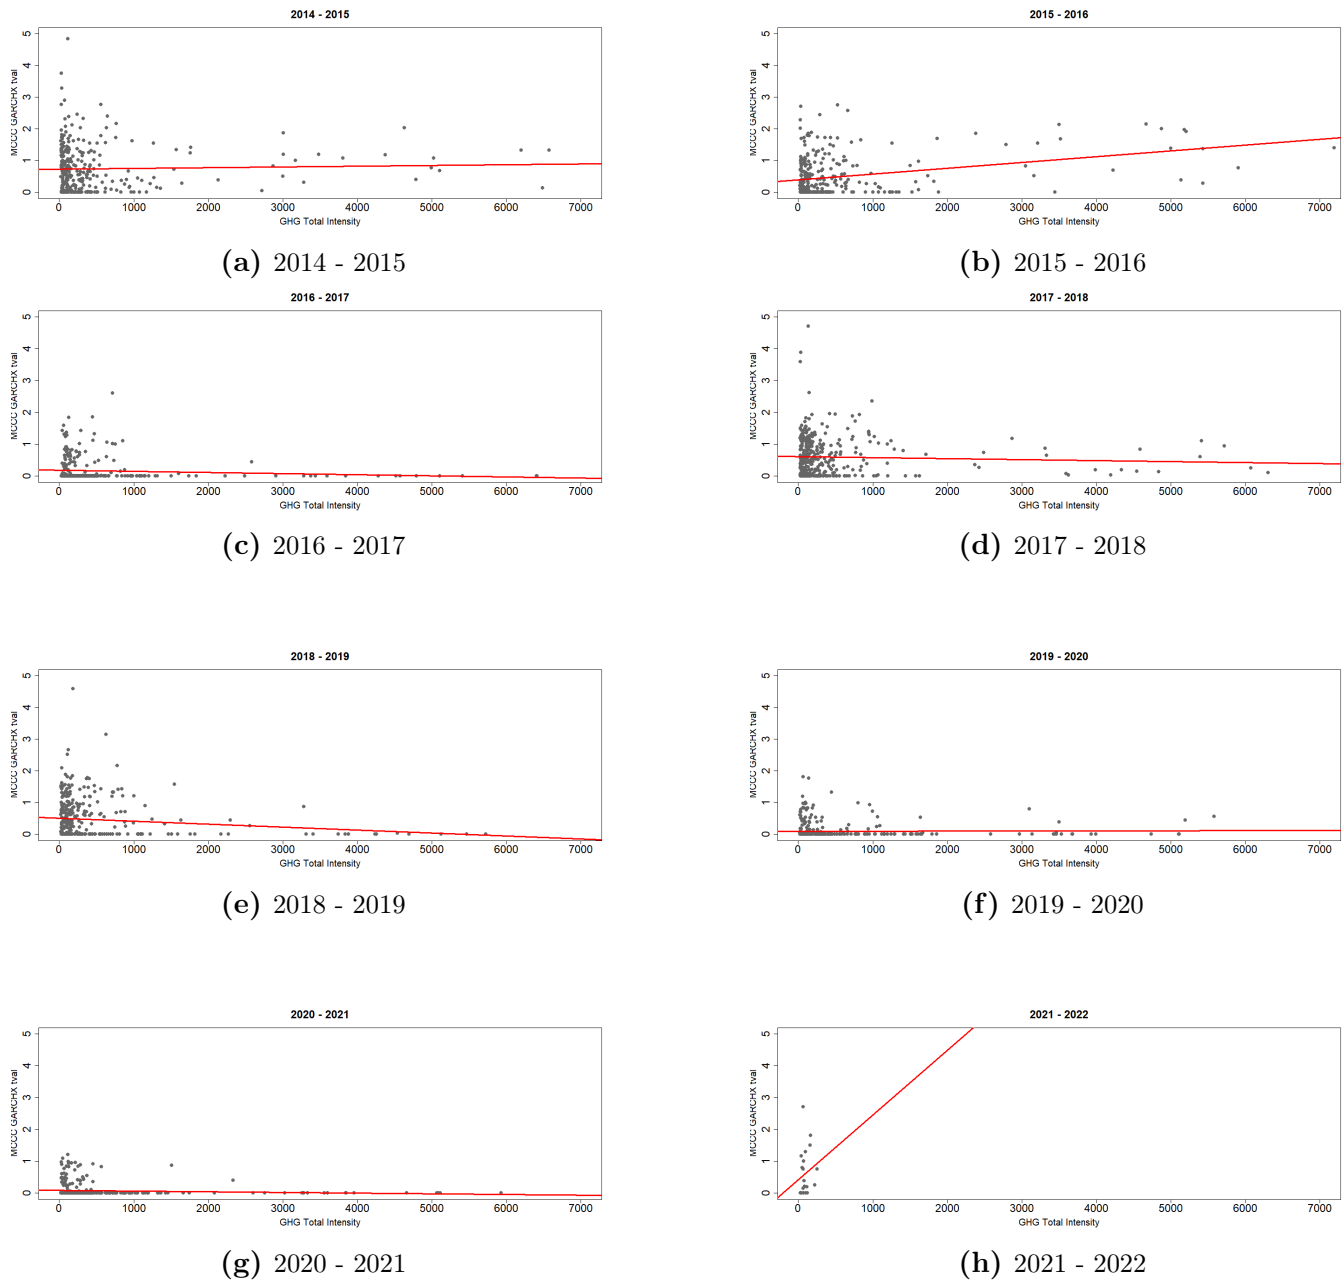 2014 - 2015
MCCC GARCHX tval
0 1 2 3 4 5
0 1000 2000 3000 4000 5000 6000 7000
GHG Total Intensity
(a) 2014 - 2015
2015 - 2016
MCCC GARCHX tval
0 1 2 3 4 5
0 1000 2000 3000 4000 5000 6000 7000
GHG Total Intensity
(b) 2015 - 2016
2016 - 2017
MCCC GARCHX tval
0 1 2 3 4 5
0 1000 2000 3000 4000 5000 6000 7000
GHG Total Intensity
(c) 2016 - 2017
2017 - 2018
MCCC GARCHX tval
0 1 2 3 4 5
0 1000 2000 3000 4000 5000 6000 7000
GHG Total Intensity
(d) 2017 - 2018
2018 - 2019
MCCC GARCHX tval
0 1 2 3 4 5
0 1000 2000 3000 4000 5000 6000 7000
GHG Total Intensity
(e) 2018 - 2019
2019 - 2020
MCCC GARCHX tval
0 1 2 3 4 5
0 1000 2000 3000 4000 5000 6000 7000
GHG Total Intensity
(f) 2019 - 2020
2020 - 2021
MCCC GARCHX tval
0 1 2 3 4 5
0 1000 2000 3000 4000 5000 6000 7000
GHG Total Intensity
(g) 2020 - 2021
2021 - 2022
MCCC GARCHX tval
0 1 2 3 4 5
0 1000 2000 3000 4000 5000 6000 7000
GHG Total Intensity
(h) 2021 - 2022